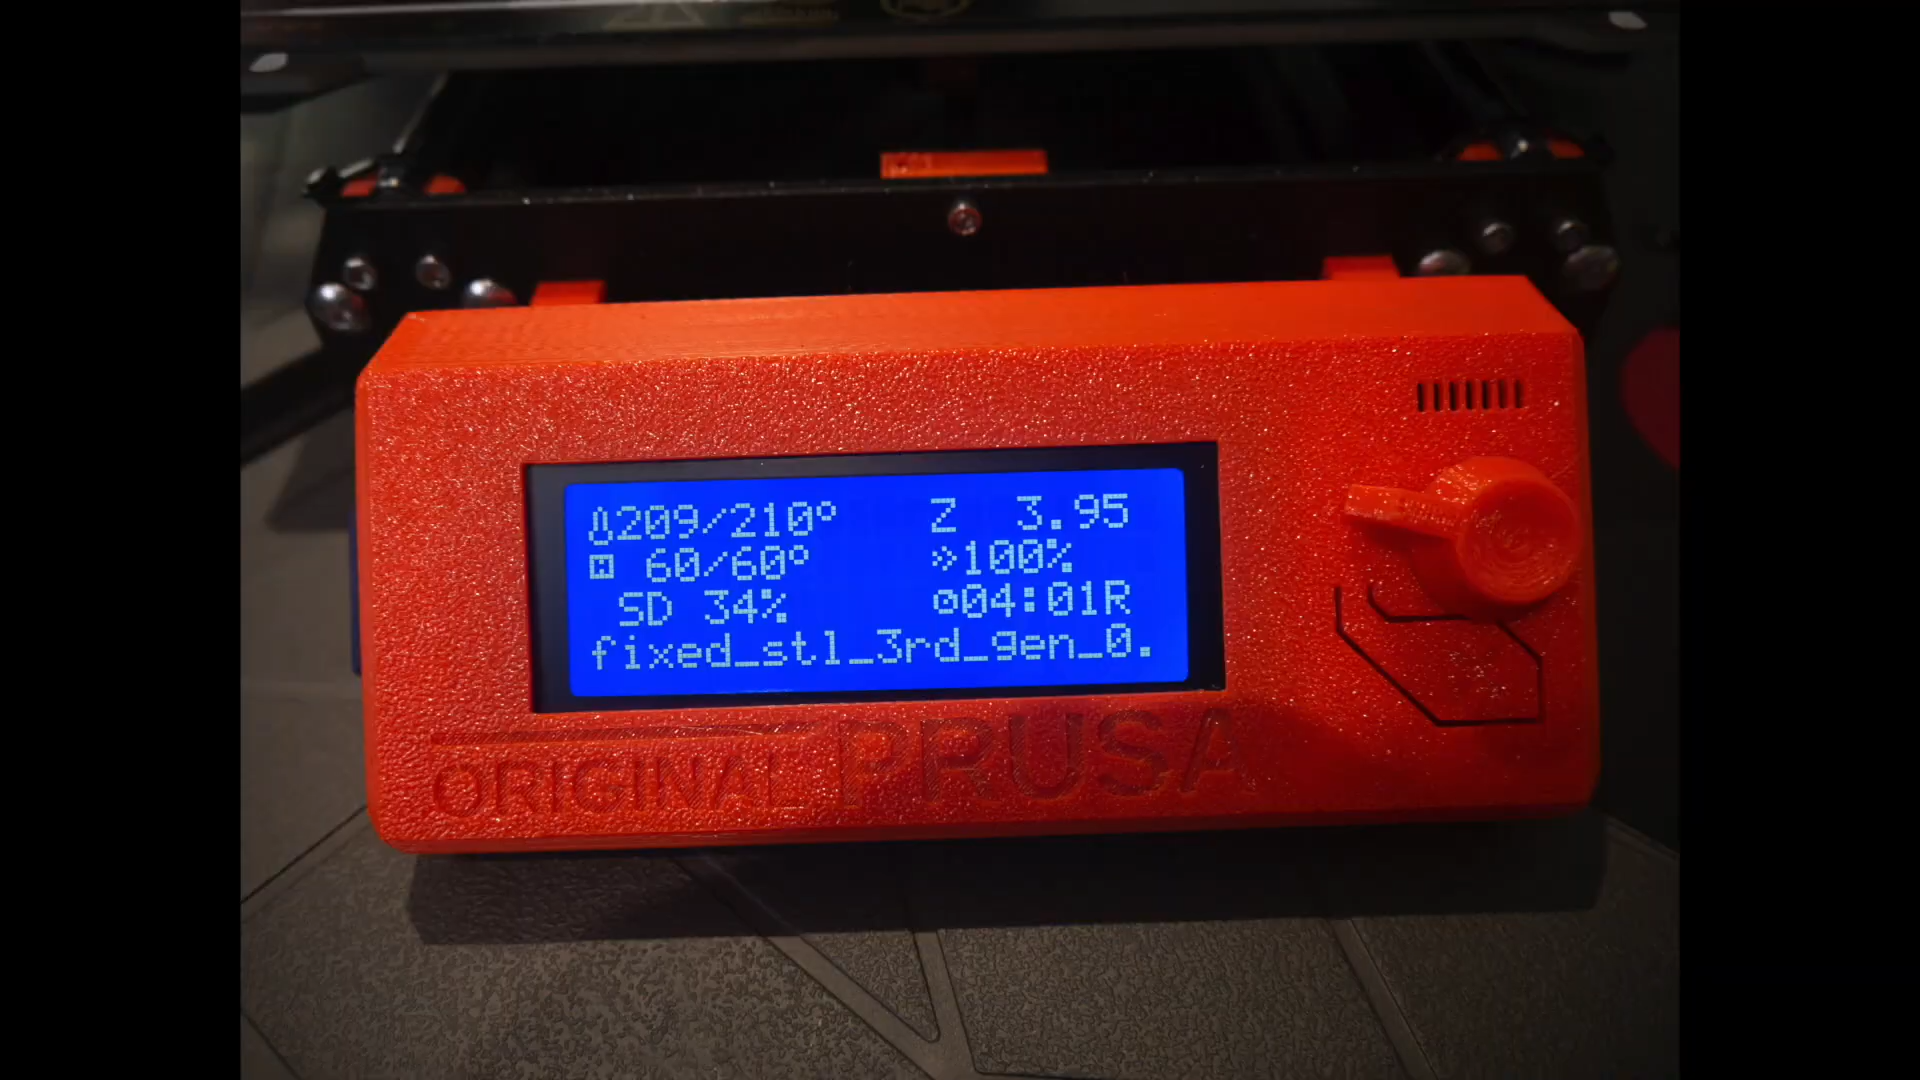 209/210° Z 3.95
60/60° 100%
SD 34% 04:01R
fixed_stl_3rd_gen_0.
ORIGINAL PRUSA